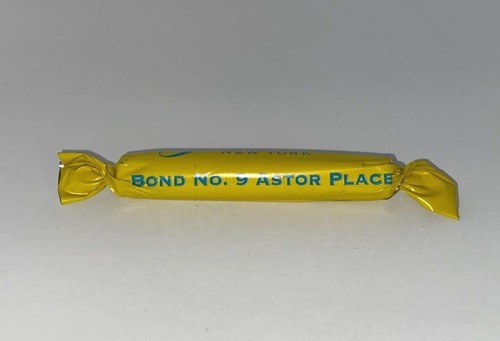 NEW YORK
BOND NO. 9 ASTOR PLACE